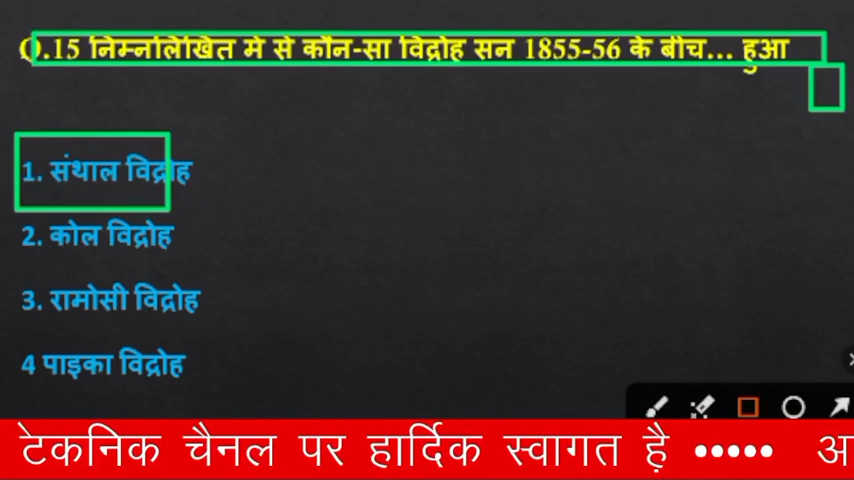 Q.15 निम्नलिखित मे से कौन-सा विद्रोह सन 1855-56 के बीच... हुआ
1. संथाल विद्रोह
2. कोल विद्रोह
3. रामोसी विद्रोह
4 पाइका विद्रोह
टेकनिक चैनल पर हार्दिक स्वागत है ••••• अ